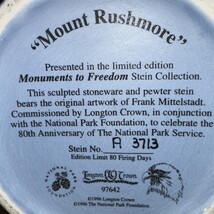 "Mount Rushmore"
Presented in the limited edition
Monuments to Freedom Stein Collection.
This sculpted stoneware and pewter stein
bears the original artwork of Frank Mittelstadt.
Commissioned by Longton Crown, in conjunction
with the National Park Foundation, to celebrate the
80th Anniversary of The National Park Service.
Stein No. A 3713
Edition Limit 80 Firing Days
Longton Crown
97642
©1996 Longton Crown
©1996 The National Park Foundation